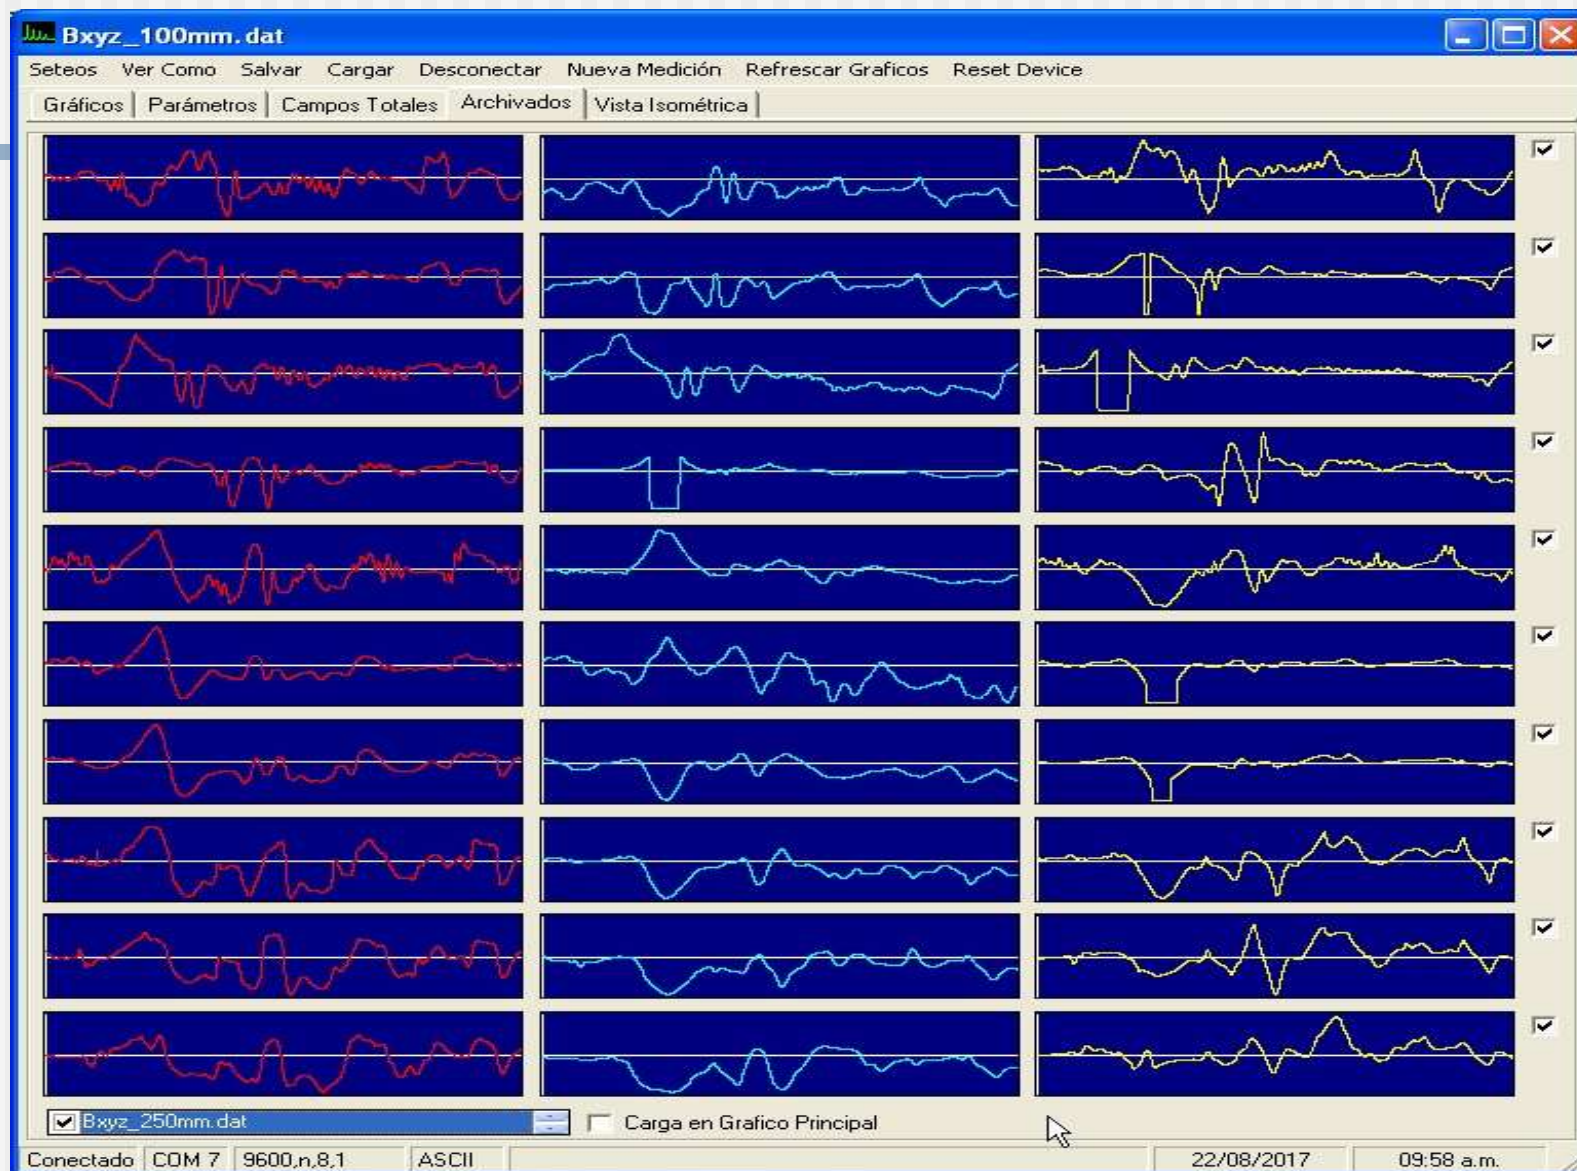 Bxyz_100mm.dat
Seteos Ver Como Salvar Cargar Desconectar Nueva Medición Refrescar Graficos Reset Device
Gráficos Parámetros Campos Totales Archivados Vista Isométrica
Bxyz_250mm.dat Carga en Grafico Principal
Conectado COM 7 9600,n,8,1 ASCII 22/08/2017 09:58 a.m.